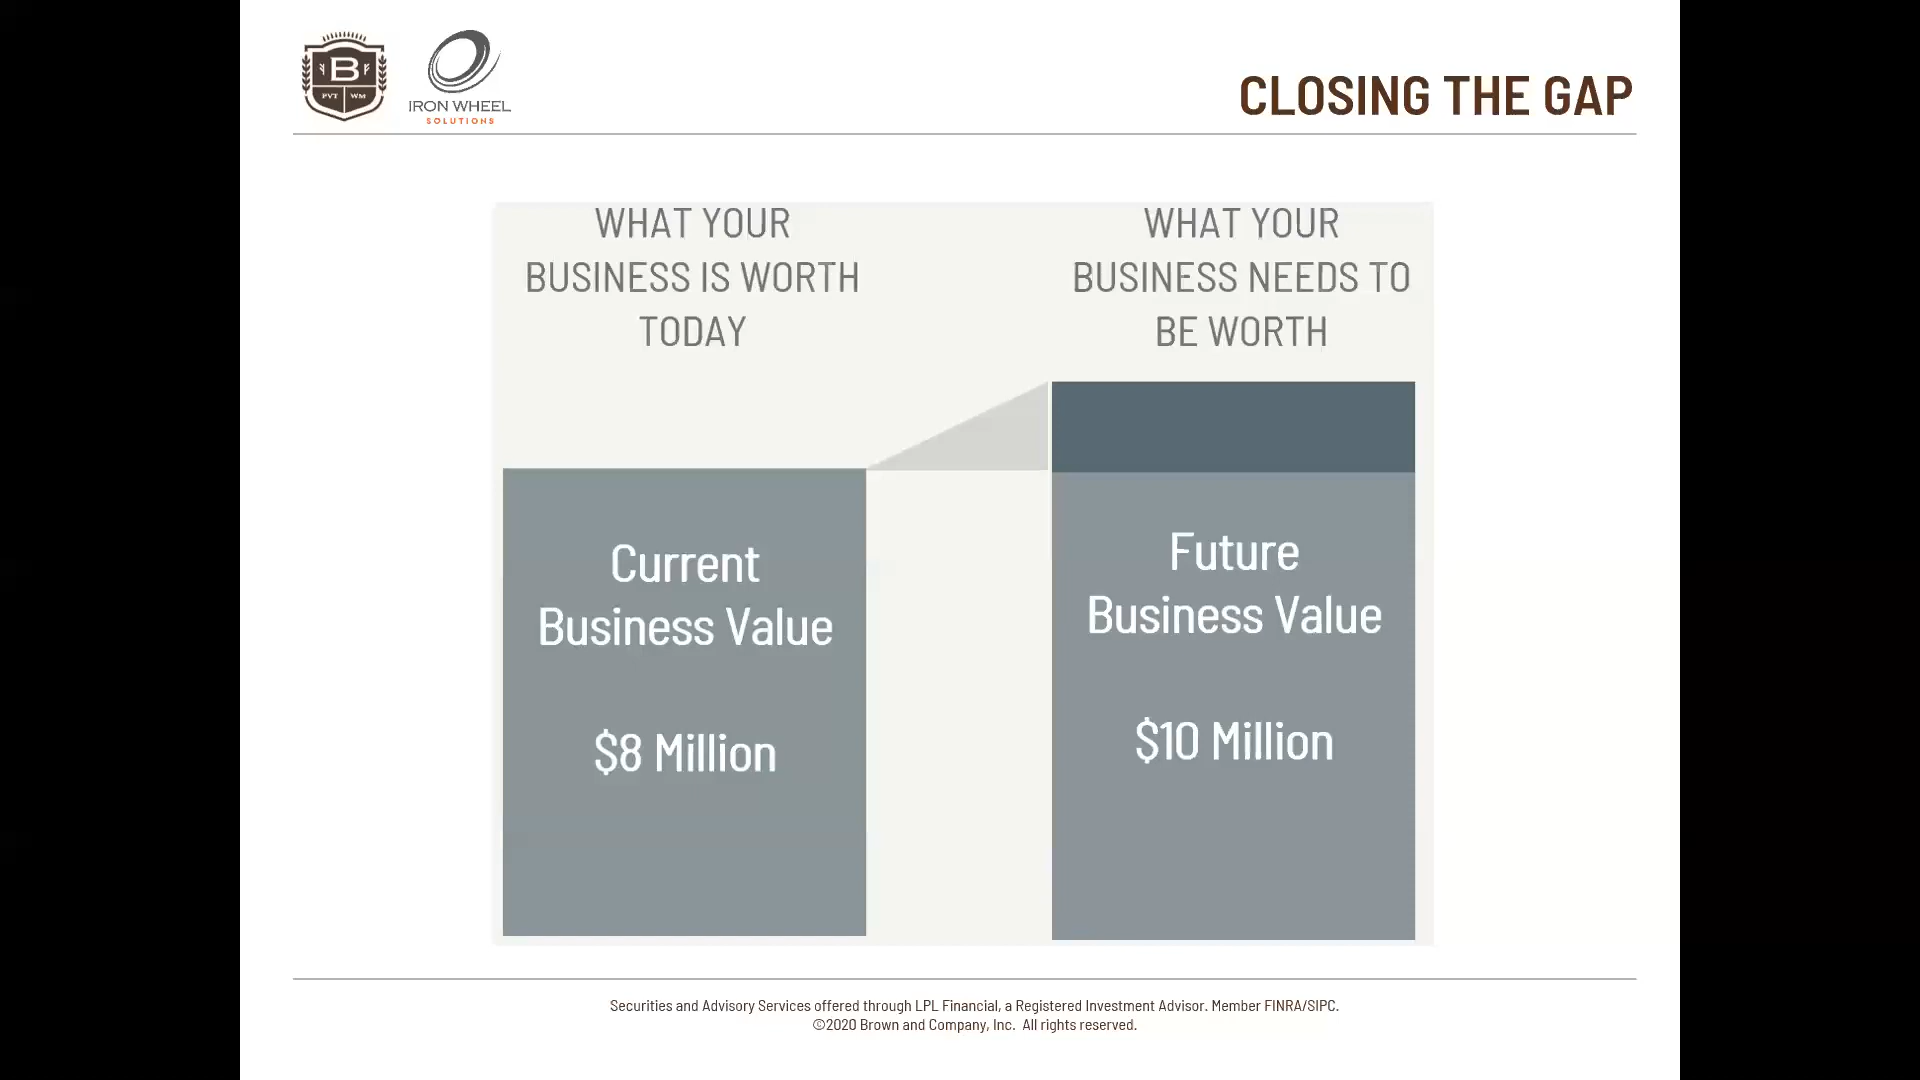 B
PVT WM
IRON WHEEL
SOLUTIONS
CLOSING THE GAP
WHAT YOUR
BUSINESS IS WORTH
TODAY
WHAT YOUR
BUSINESS NEEDS TO
BE WORTH
Current
Business Value
$8 Million
Future
Business Value
$10 Million
Securities and Advisory Services offered through LPL Financial, a Registered Investment Advisor. Member FINRA/SIPC.
©2020 Brown and Company, Inc. All rights reserved.